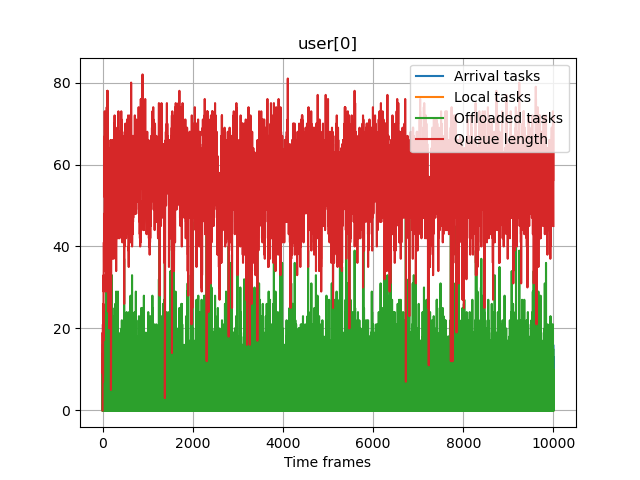 user[0]
Arrival tasks
Local tasks
Offloaded tasks
Queue length
80
60
40
20
0
0 2000 4000 6000 8000 10000
Time frames